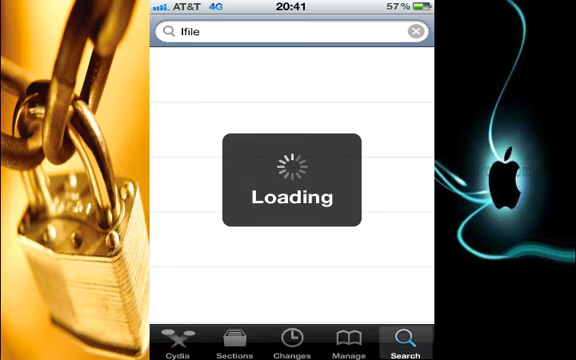 AT&T 4G 20:41 57%
Ifile
Loading
Cydia Sections Changes Manage Search